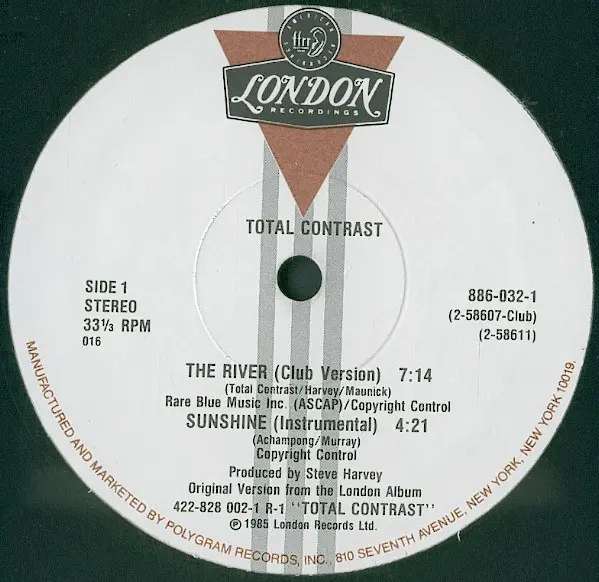 AMERICAN
ffrr
LONDON
RECORDINGS
TOTAL CONTRAST
SIDE 1
STEREO
33⅓ RPM
016
886-032-1
(2-58607-Club)
(2-58611)
THE RIVER (Club Version) 7:14
(Total Contrast/Harvey/Maunick)
Rare Blue Music Inc. (ASCAP)/Copyright Control
SUNSHINE (Instrumental) 4:21
(Achampong/Murray)
Copyright Control
Produced by Steve Harvey
Original Version from the London Album
422-828 002-1 R-1 "TOTAL CONTRAST"
℗ 1985 London Records Ltd.
MANUFACTURED AND MARKETED BY POLYGRAM RECORDS, INC., 810 SEVENTH AVENUE, NEW YORK, NEW YORK 10019.